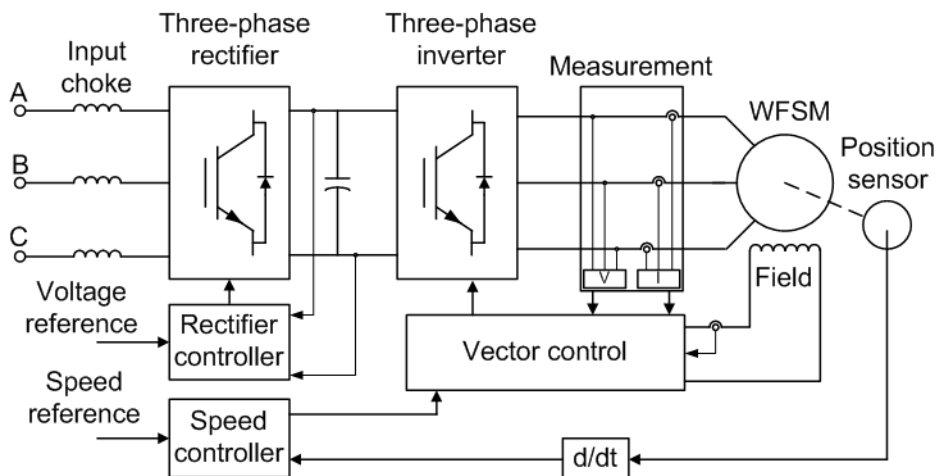 Three-phase
rectifier
Three-phase
inverter
Input
choke
Measurement
A
B
C
WFSM
Position
sensor
V
I
Field
Voltage
reference
Rectifier
controller
Vector control
Speed
reference
Speed
controller
d/dt